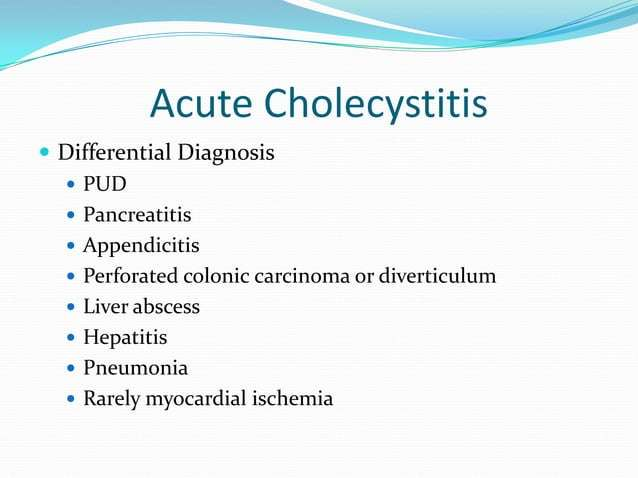 Acute Cholecystitis
Differential Diagnosis
PUD
Pancreatitis
Appendicitis
Perforated colonic carcinoma or diverticulum
Liver abscess
Hepatitis
Pneumonia
Rarely myocardial ischemia